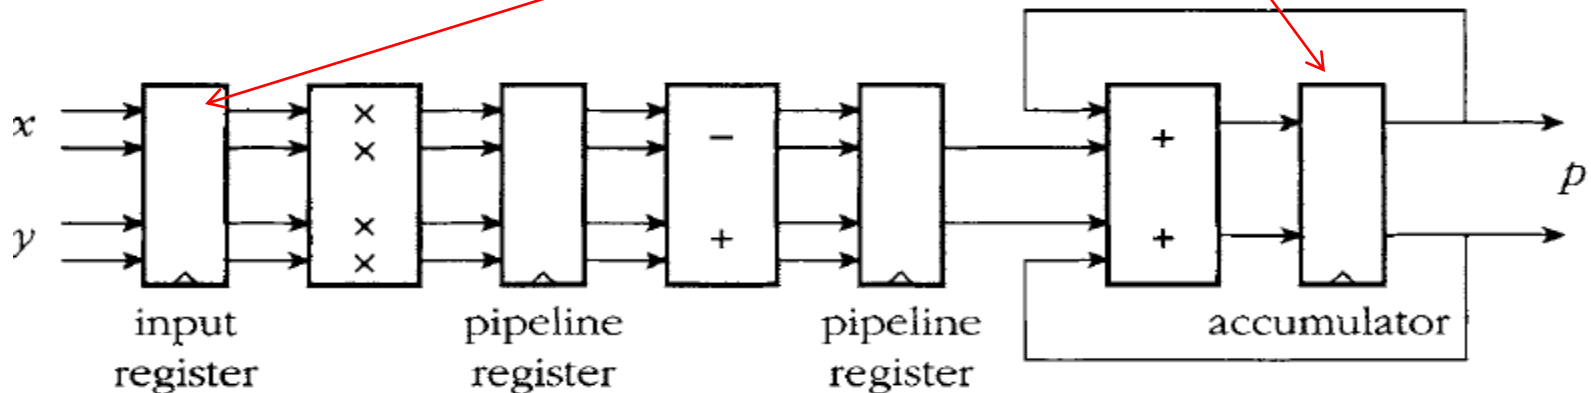 x
y
×
×
×
×
−
+
+
+
p
input
register
pipeline
register
pipeline
register
accumulator